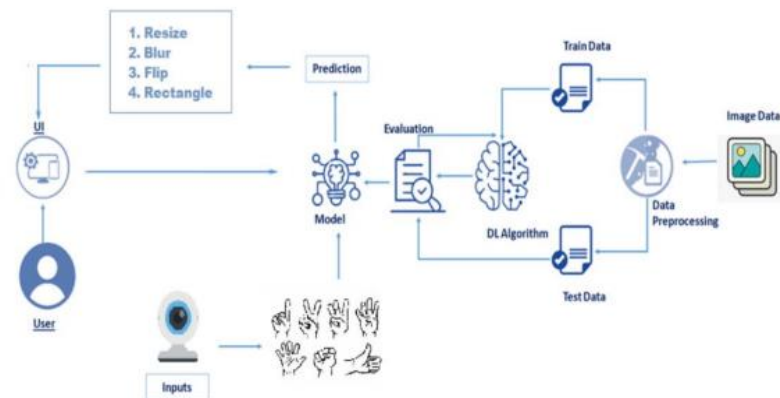 1. Resize
2. Blur
3. Flip
4. Rectangle
Prediction
Train Data
Image Data
UI
Evaluation
Model
DL Algorithm
Data
Preprocessing
User
Test Data
Inputs